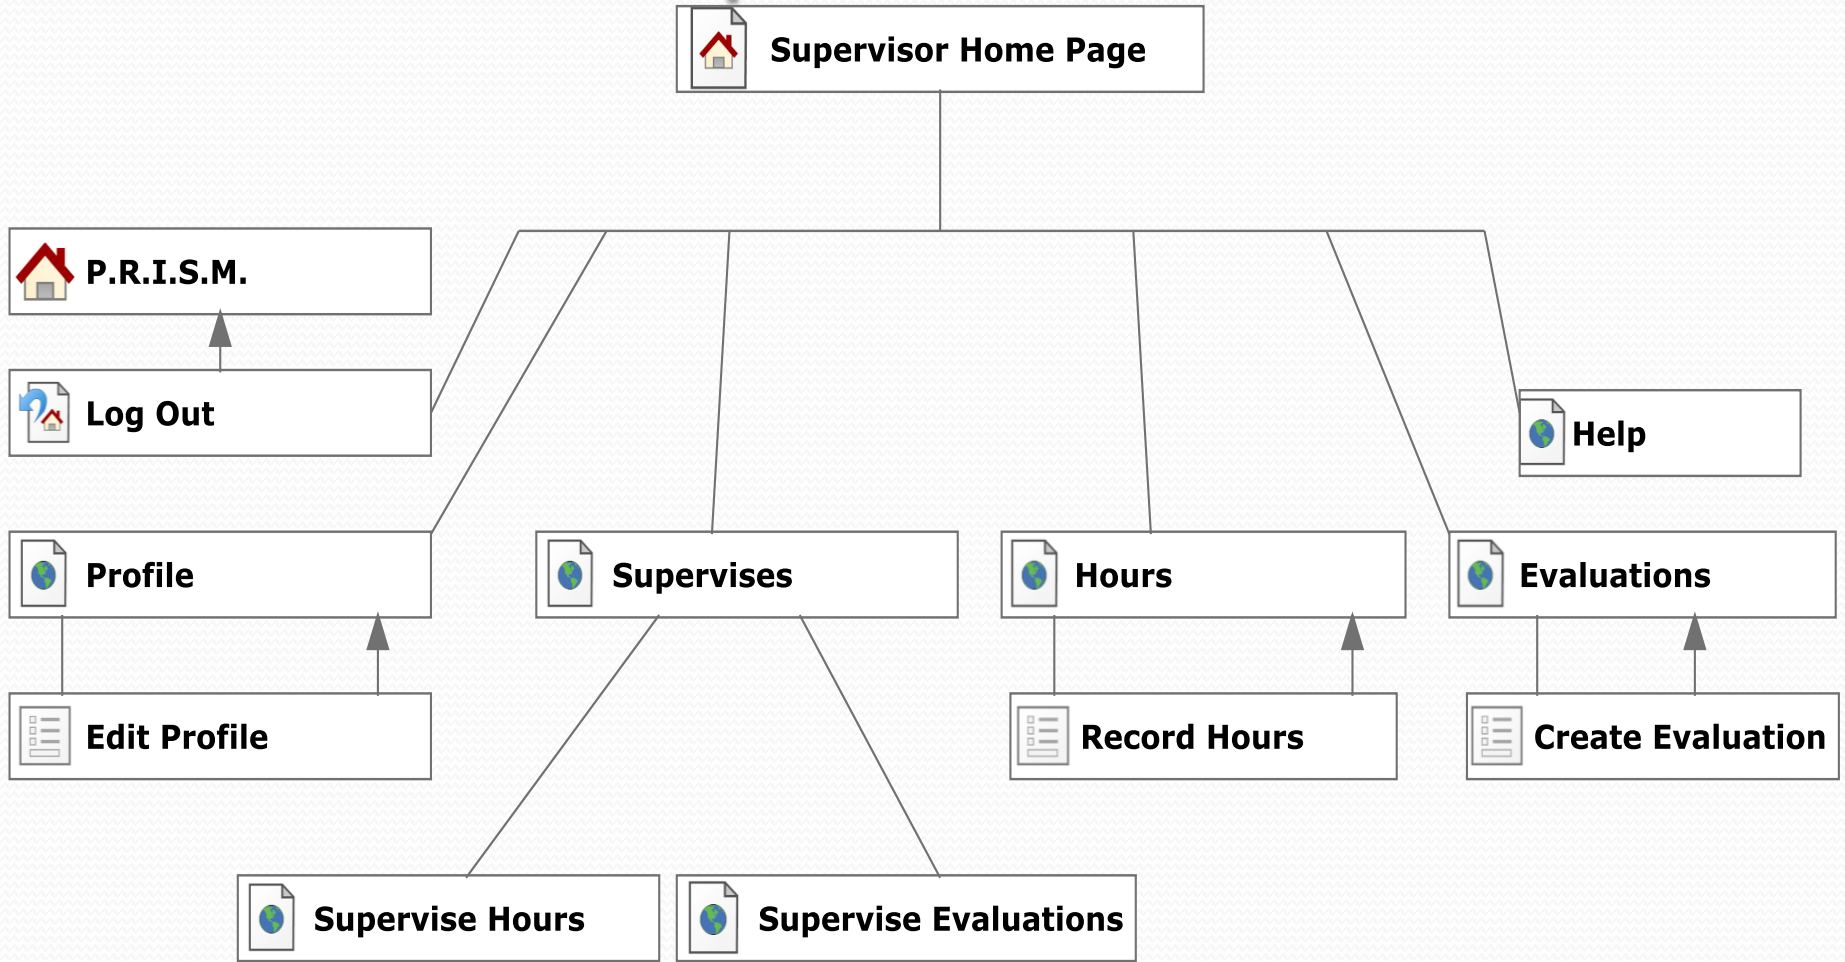 Supervisor Home Page
P.R.I.S.M.
Log Out
Help
Profile
Supervises
Hours
Evaluations
Edit Profile
Record Hours
Create Evaluation
Supervise Hours
Supervise Evaluations